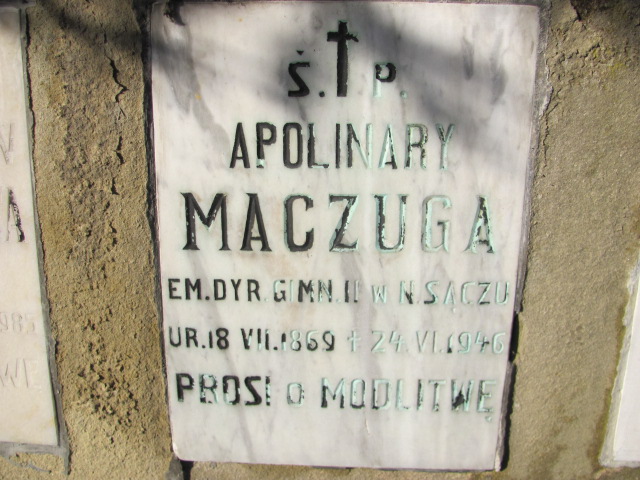 Ś. † P.
APOLINARY
MACZUGA
EM. DYR. GIMN. II W N. SĄCZU
UR. 18 VII. 1869 † 24. VI. 1946
PROSI O MODLITWĘ